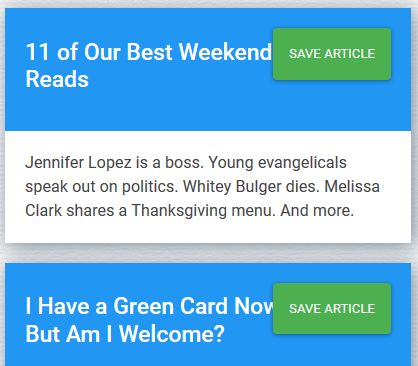 11 of Our Best Weekend
Reads
SAVE ARTICLE
Jennifer Lopez is a boss. Young evangelicals
speak out on politics. Whitey Bulger dies. Melissa
Clark shares a Thanksgiving menu. And more.
I Have a Green Card Now
But Am I Welcome?
SAVE ARTICLE